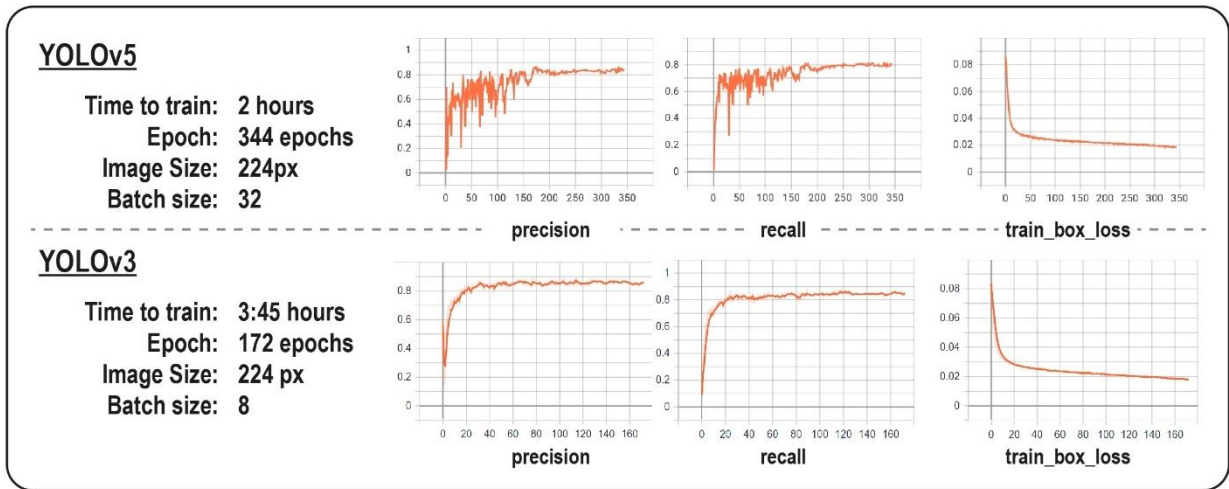 YOLOv5
Time to train: 2 hours
Epoch: 344 epochs
Image Size: 224px
Batch size: 32
1
0.8
0.6
0.4
0.2
0
0 50 100 150 200 250 300 350
precision
1
0.8
0.6
0.4
0.2
0
0 50 100 150 200 250 300 350
recall
0.08
0.06
0.04
0.02
0
0 50 100 150 200 250 300 350
train_box_loss
YOLOv3
Time to train: 3:45 hours
Epoch: 172 epochs
Image Size: 224 px
Batch size: 8
0.8
0.6
0.4
0.2
0
0 20 40 60 80 100 120 140 160
precision
1
0.8
0.6
0.4
0.2
0
0 20 40 60 80 100 120 140 160
recall
0.08
0.06
0.04
0.02
0
0 20 40 60 80 100 120 140 160
train_box_loss